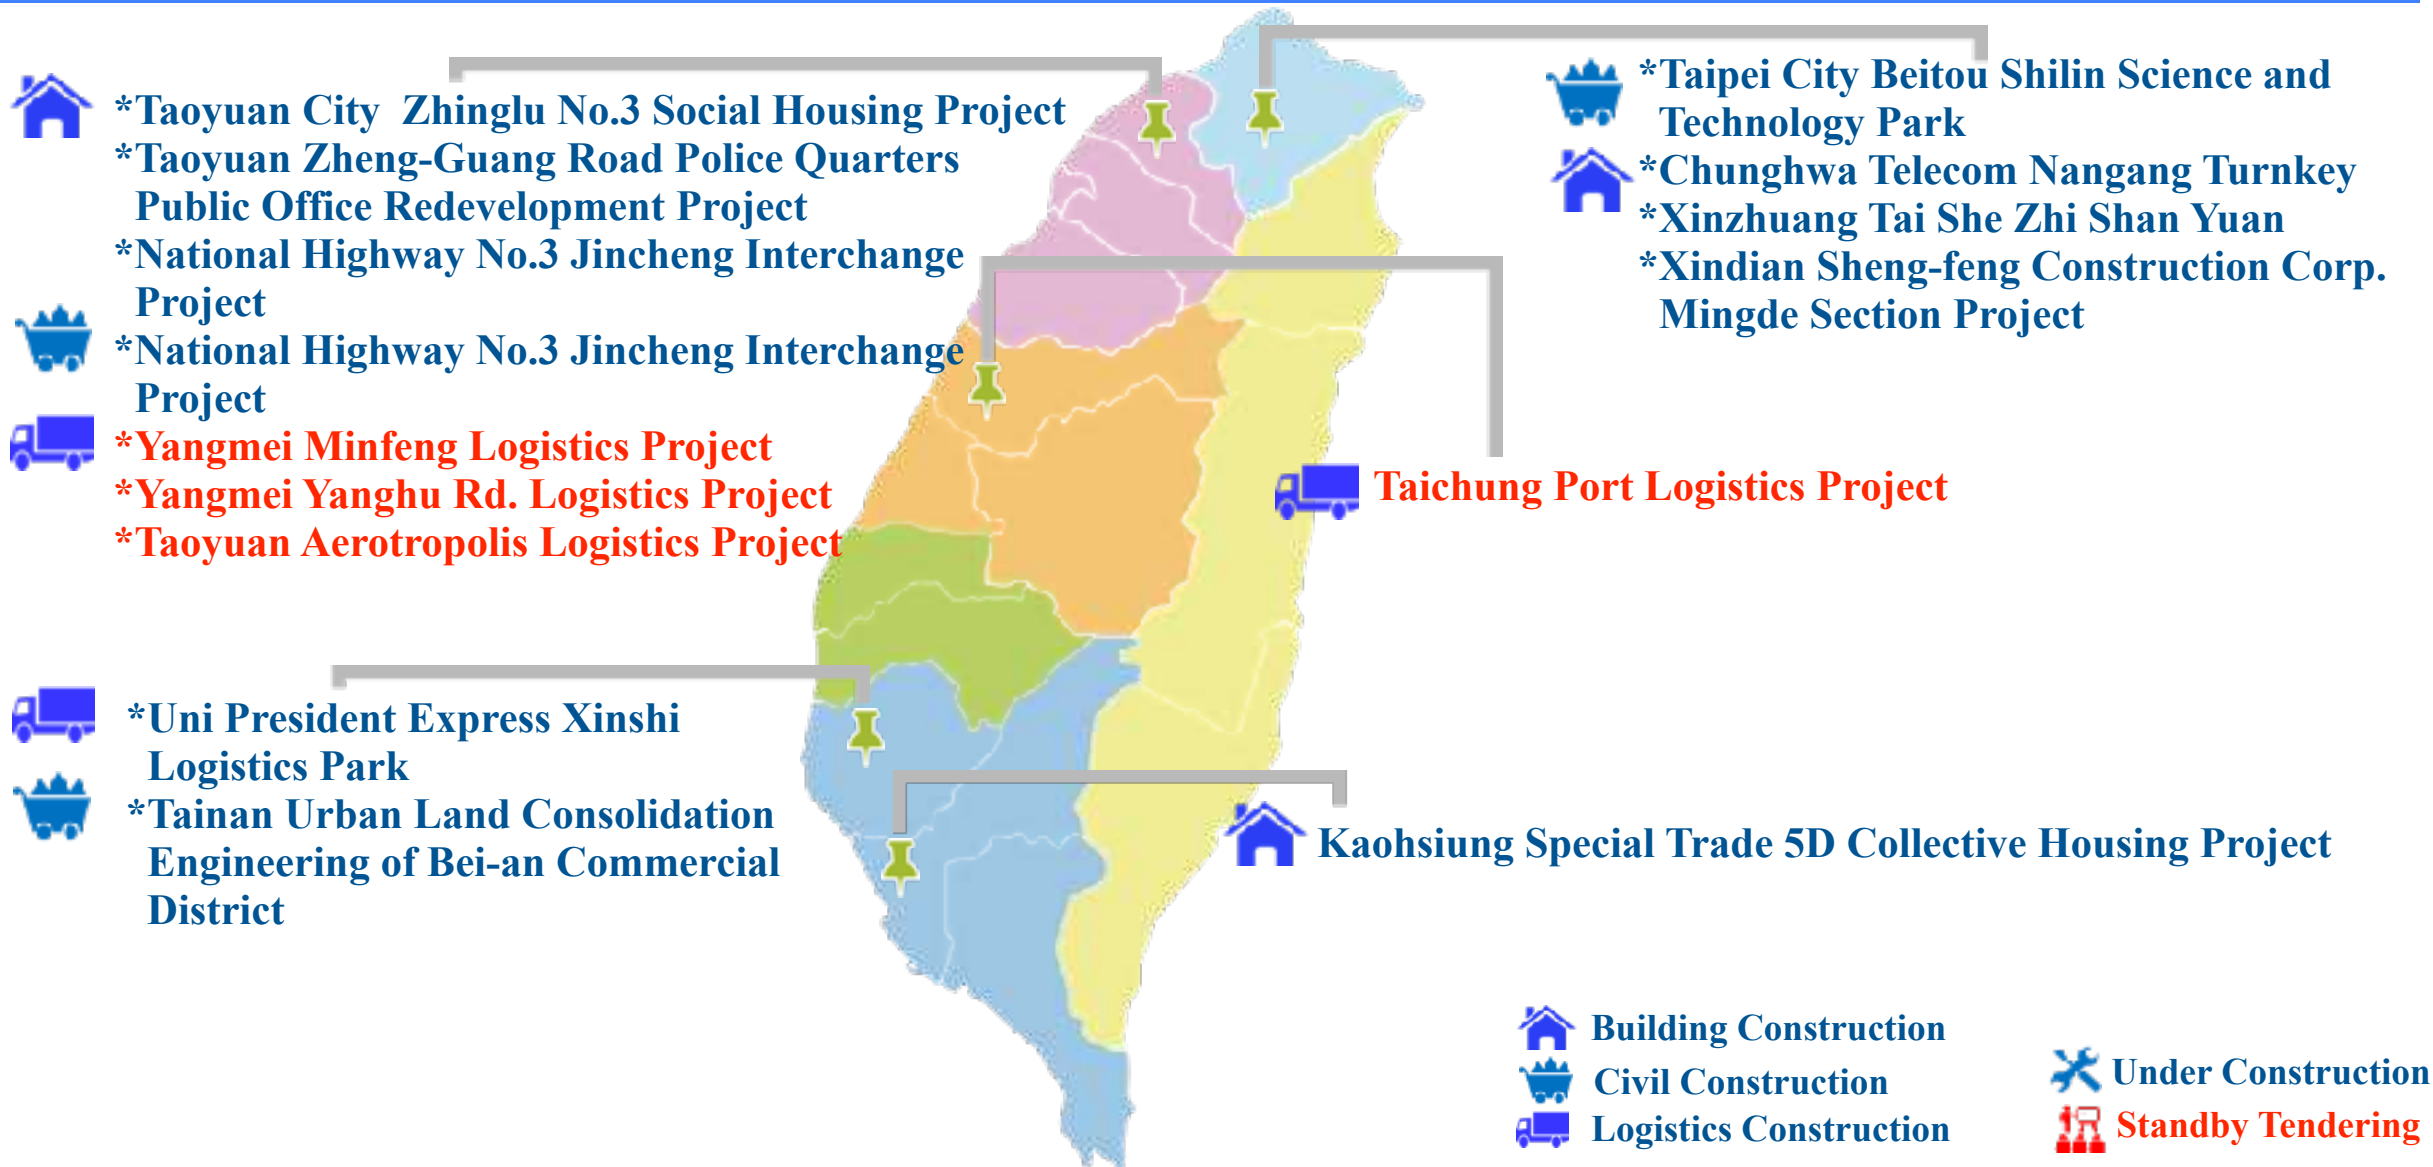 *Taoyuan City  Zhinglu No.3 Social Housing Project
*Taoyuan Zheng-Guang Road Police Quarters
Public Office Redevelopment Project
*National Highway No.3 Jincheng Interchange
Project
*National Highway No.3 Jincheng Interchange
Project
*Yangmei Minfeng Logistics Project
*Yangmei Yanghu Rd. Logistics Project
*Taoyuan Aerotropolis Logistics Project
*Taipei City Beitou Shilin Science and
Technology Park
*Chunghwa Telecom Nangang Turnkey
*Xinzhuang Tai She Zhi Shan Yuan
*Xindian Sheng-feng Construction Corp.
Mingde Section Project
Taichung Port Logistics Project
*Uni President Express Xinshi
Logistics Park
*Tainan Urban Land Consolidation
Engineering of Bei-an Commercial
District
Kaohsiung Special Trade 5D Collective Housing Project
Building Construction
Civil Construction
Logistics Construction
Under Construction
Standby Tendering